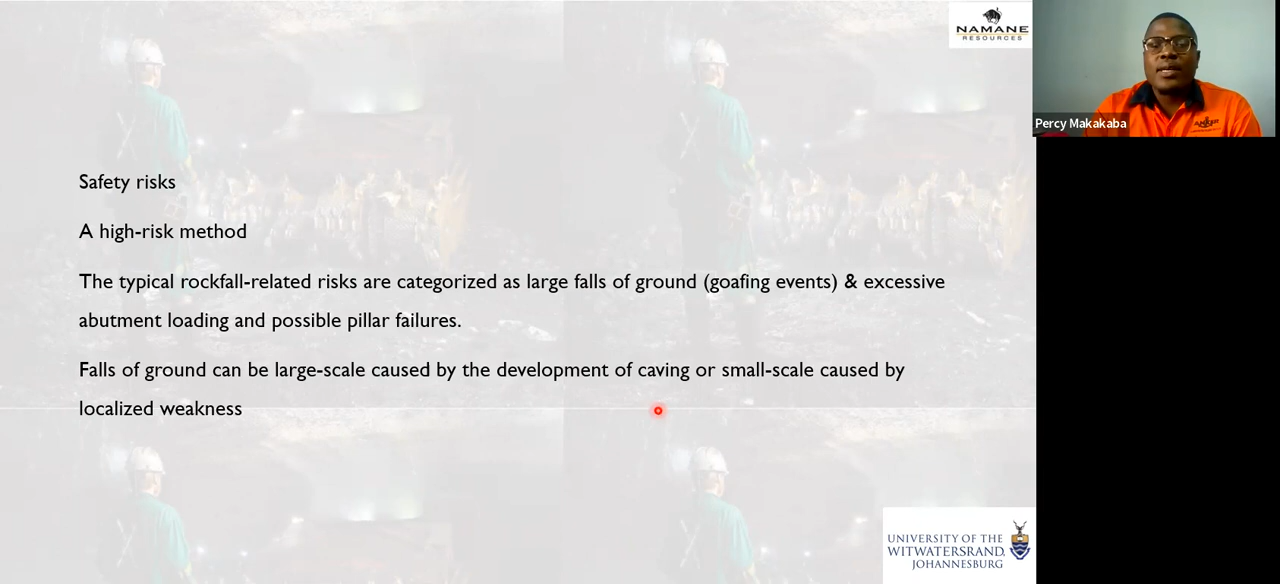 NAMANE
RESOURCES
Percy Makakaba
Safety risks
A high-risk method
The typical rockfall-related risks are categorized as large falls of ground (goafing events) & excessive
abutment loading and possible pillar failures.
Falls of ground can be large-scale caused by the development of caving or small-scale caused by
localized weakness
UNIVERSITY OF THE
WITWATERSRAND,
JOHANNESBURG